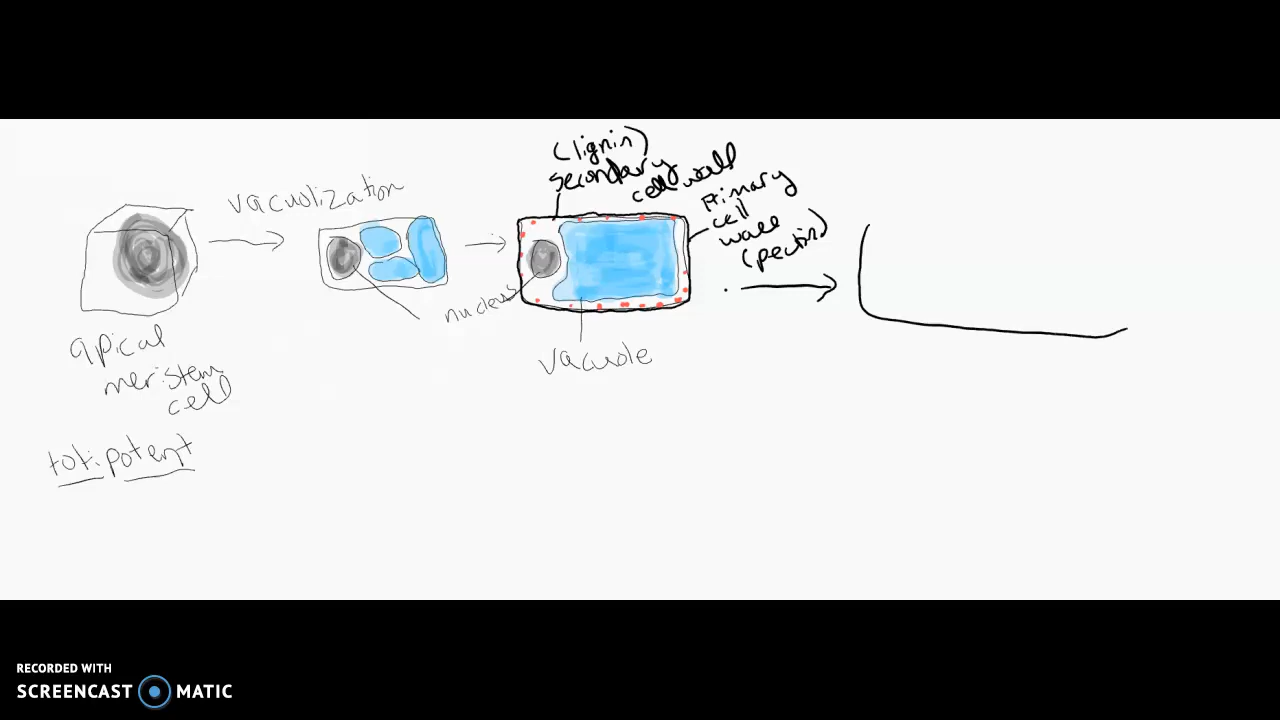 vacuolization
apical
meristem
cell
totipotent
nucleus
(lignin)
secondary
cell wall
Primary
cell
wall
(pectin)
vacuole
RECORDED WITH
SCREENCAST MATIC